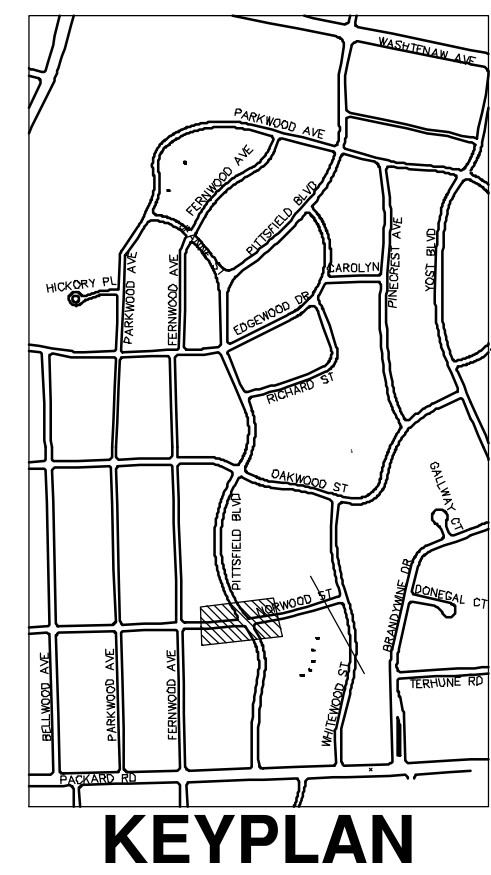 WASHTENAW AVE
PARKWOOD AVE
FERNWOOD AVE
PITTSFIELD BLVD
HICKORY PL
PARKWOOD AVE
FERNWOOD AVE
EDGEWOOD DR
CAROLYN
PINECREST AVE
YOST BLVD
RICHARD ST
OAKWOOD ST
GALLWAY CT
PITTSFIELD BLVD
NORWOOD ST
BRANDYWINE DR
DONEGAL CT
BELLWOOD AVE
PARKWOOD AVE
FERNWOOD AVE
WHITEWOOD ST
TERHUNE RD
PACKARD RD
KEYPLAN